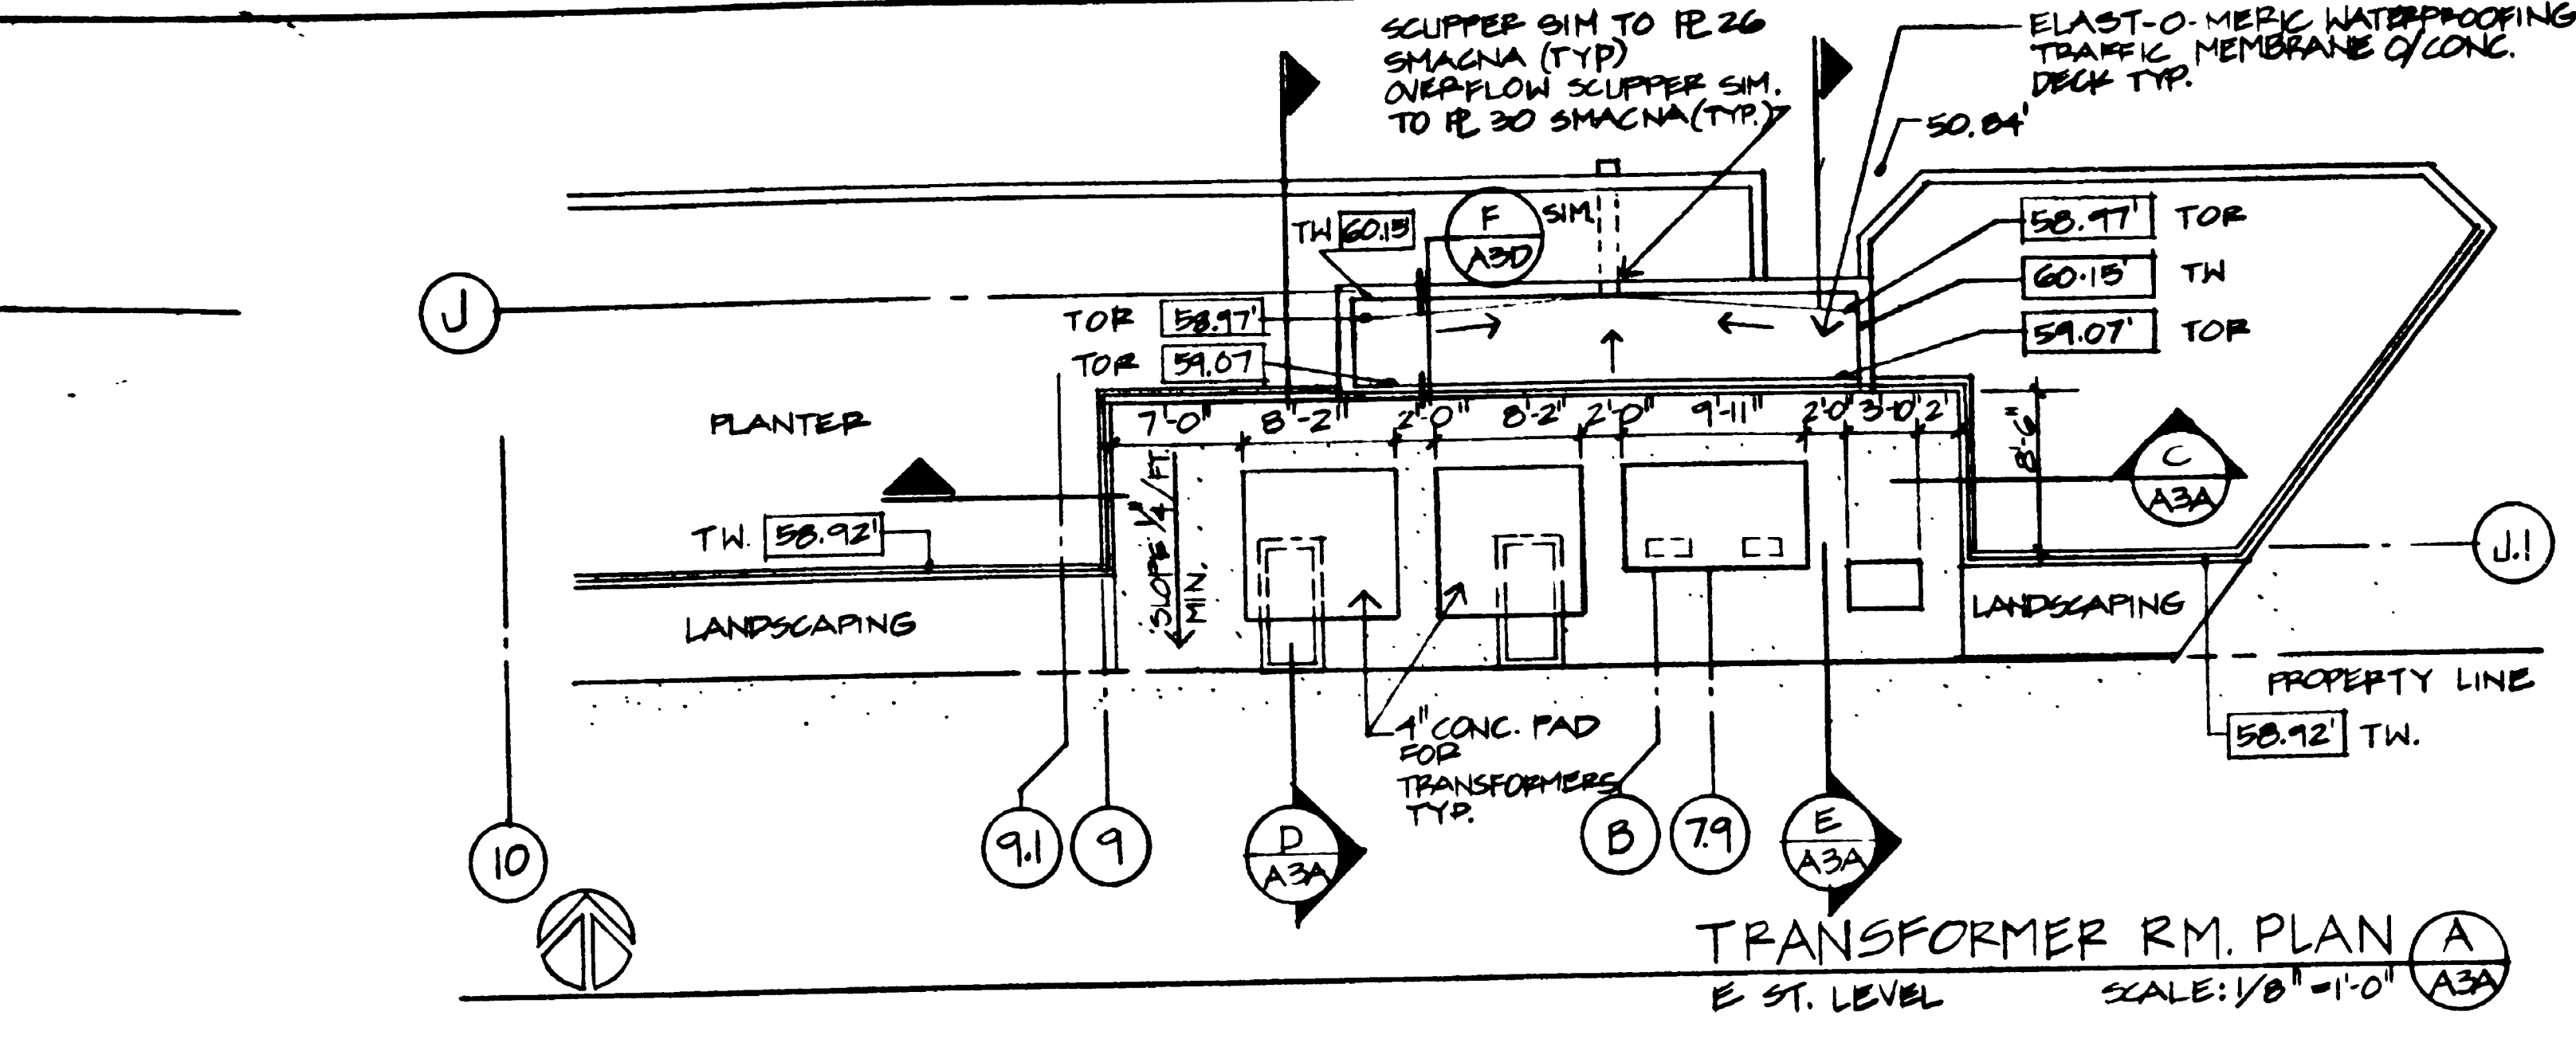 SCUPPER SIM TO PL 26
SMACNA (TYP)
OVERFLOW SCUPPER SIM.
TO PL 30 SMACNA (TYP.)
ELAST-O-MERIC WATERPROOFING
TRAFFIC MEMBRANE O/CONC.
DECK TYP.
50.84'
TW 60.15'
F
A3D
SIM.
58.97' TOR
60.15' TW
59.07' TOR
J
TOR 58.97'
TOR 59.07
PLANTER
7'-0" 8'-2" 2'-0" 8'-2" 2'-0" 9'-11" 2'-0" 3'-0" 2'
8'-6"
C
A3A
SLOPE 1/4"/FT.
MIN.
TW. 58.92'
J.1
LANDSCAPING
LANDSCAPING
PROPERTY LINE
58.92' TW.
4" CONC. PAD
FOR
TRANSFORMERS
TYP.
10
9.1
9
D
A3A
B
7.9
E
A3A
TRANSFORMER RM. PLAN
A
A3A
E ST. LEVEL
SCALE: 1/8" = 1'-0"